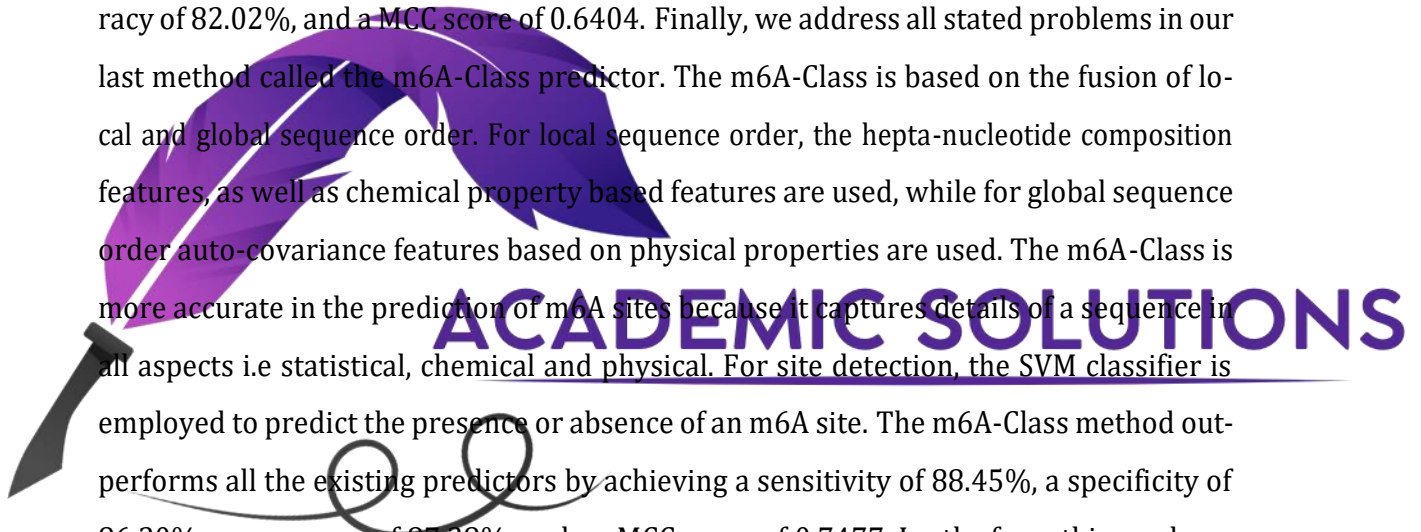 racy of 82.02%, and a MCC score of 0.6404. Finally, we address all stated problems in our
last method called the m6A-Class predictor. The m6A-Class is based on the fusion of lo-
cal and global sequence order. For local sequence order, the hepta-nucleotide composition
features, as well as chemical property based features are used, while for global sequence
order auto-covariance features based on physical properties are used. The m6A-Class is
more accurate in the prediction of m6A sites because it captures details of a sequence in
ACADEMIC SOLUTIONS
all aspects i.e statistical, chemical and physical. For site detection, the SVM classifier is
employed to predict the presence or absence of an m6A site. The m6A-Class method out-
performs all the existing predictors by achieving a sensitivity of 88.45%, a specificity of